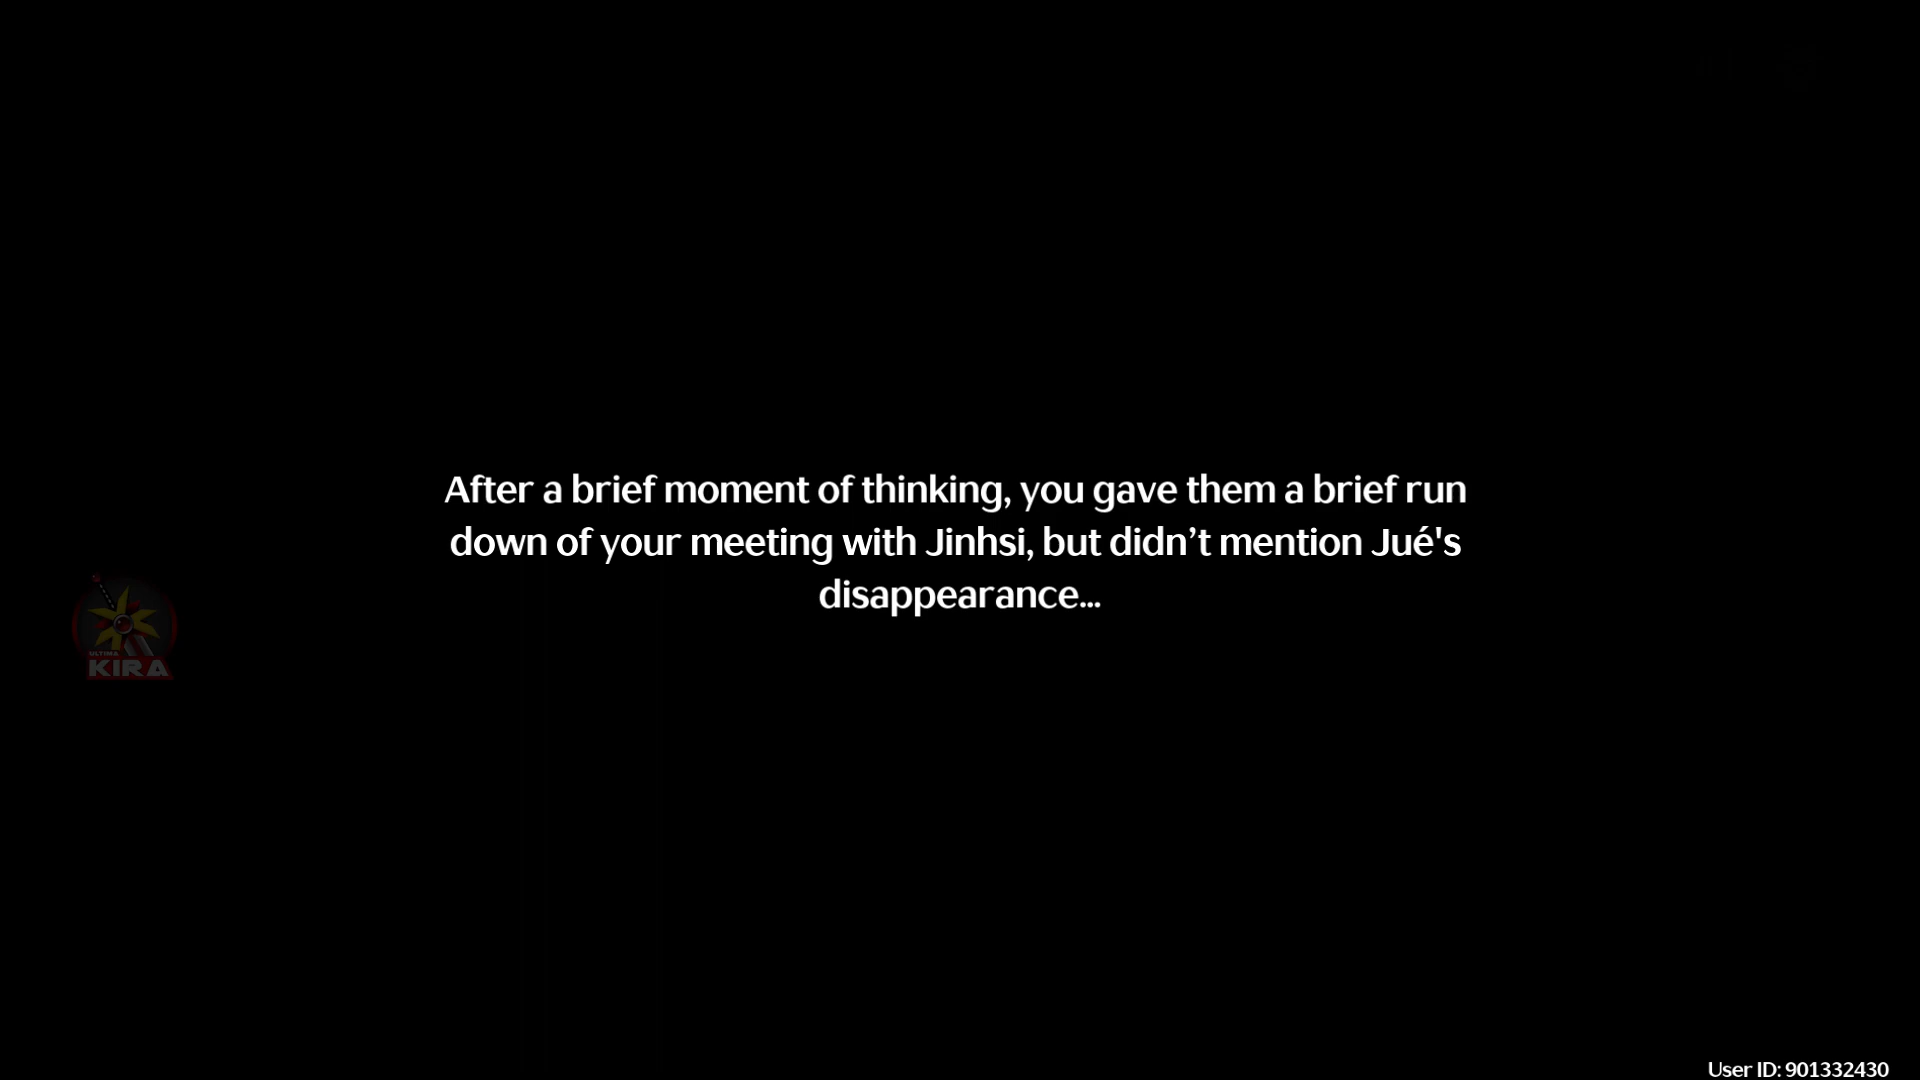 After a brief moment of thinking, you gave them a brief run
down of your meeting with Jinhsi, but didn’t mention Jué's
disappearance...
ULTIMA
KIRA
User ID: 901332430